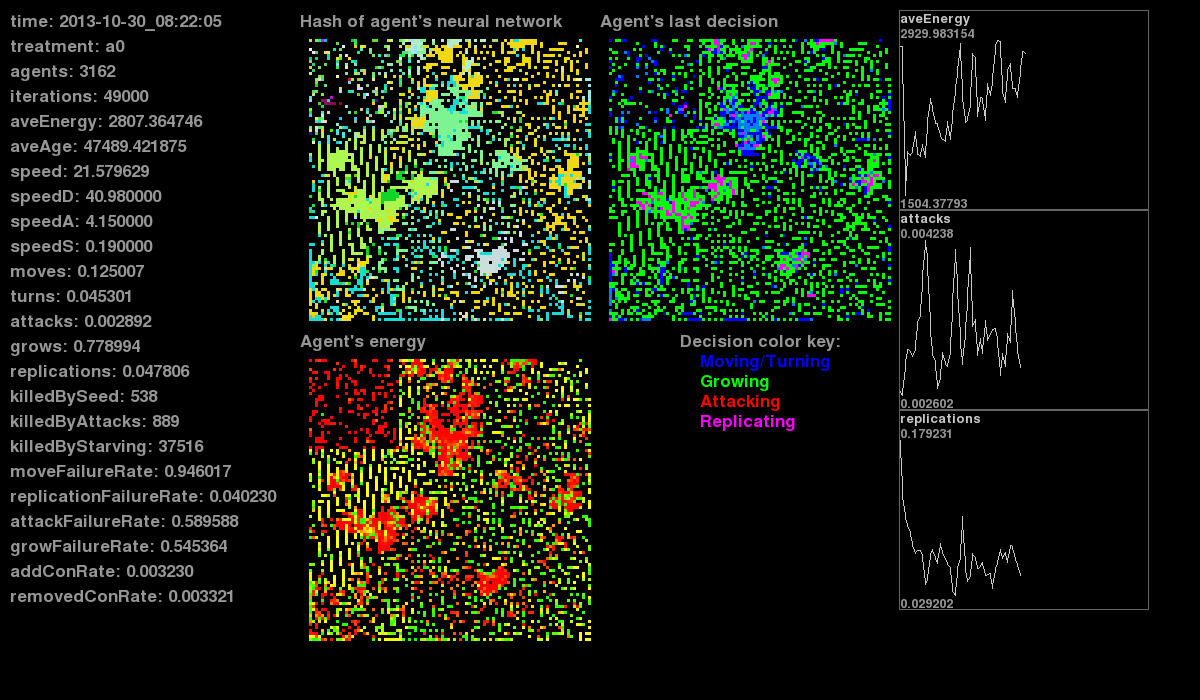 time: 2013-10-30_08:22:05
treatment: a0
agents: 3162
iterations: 49000
aveEnergy: 2807.364746
aveAge: 47489.421875
speed: 21.579629
speedD: 40.980000
speedA: 4.150000
speedS: 0.190000
moves: 0.125007
turns: 0.045301
attacks: 0.002892
grows: 0.778994
replications: 0.047806
killedBySeed: 538
killedByAttacks: 889
killedByStarving: 37516
moveFailureRate: 0.946017
replicationFailureRate: 0.040230
attackFailureRate: 0.589588
growFailureRate: 0.545364
addConRate: 0.003230
removedConRate: 0.003321
Hash of agent's neural network
Agent's last decision
Agent's energy
Decision color key:
Moving/Turning
Growing
Attacking
Replicating
aveEnergy
2929.983154
1504.37793
attacks
0.004238
0.002602
replications
0.179231
0.029202